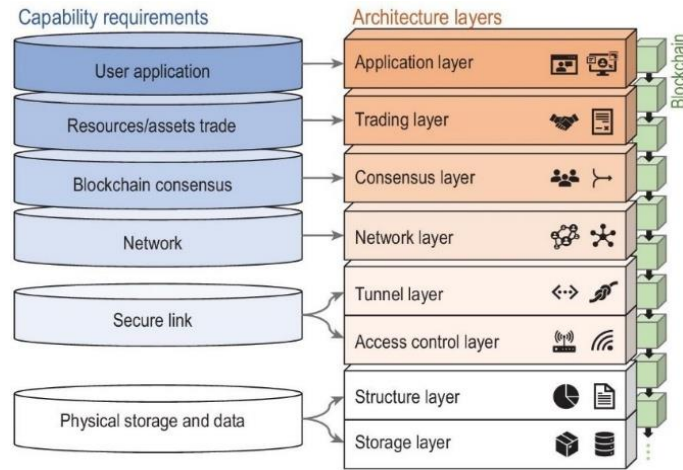 Capability requirements
Architecture layers
User application
Application layer
Resources/assets trade
Trading layer
Blockchain consensus
Consensus layer
Network
Network layer
Secure link
Tunnel layer
Access control layer
Physical storage and data
Structure layer
Storage layer
Blockchain